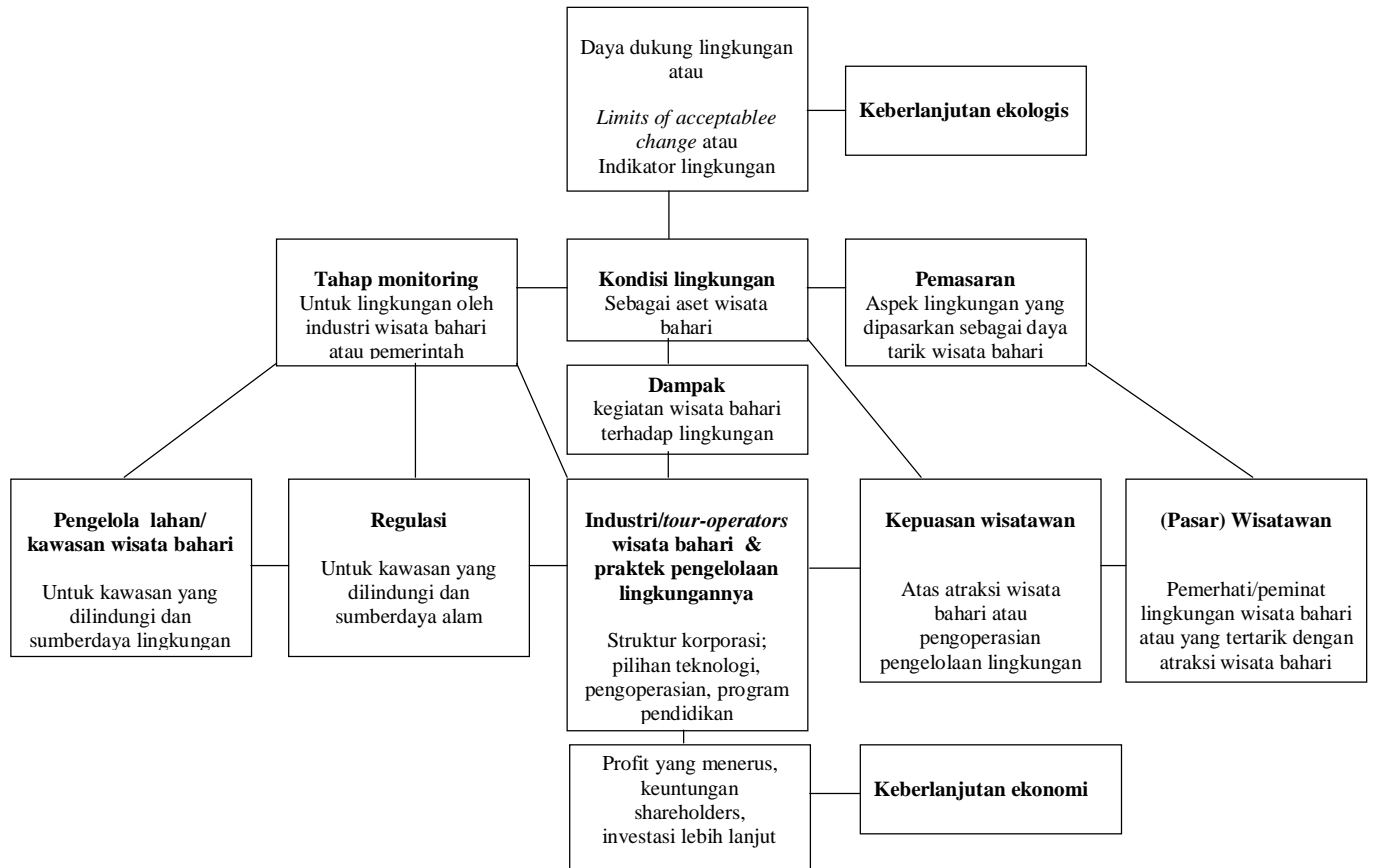 Daya dukung lingkungan
atau
Limits of acceptablee
change atau
Indikator lingkungan
Keberlanjutan ekologis
Tahap monitoring
Untuk lingkungan oleh
industri wisata bahari
atau pemerintah
Kondisi lingkungan
Sebagai aset wisata
bahari
Pemasaran
Aspek lingkungan yang
dipasarkan sebagai daya
tarik wisata bahari
Dampak
kegiatan wisata bahari
terhadap lingkungan
Pengelola lahan/
kawasan wisata bahari
Untuk kawasan yang
dilindungi dan
sumberdaya lingkungan
Regulasi
Untuk kawasan yang
dilindungi dan
sumberdaya alam
Industri/tour-operators
wisata bahari &
praktek pengelolaan
lingkungannya
Struktur korporasi;
pilihan teknologi,
pengoperasian, program
pendidikan
Kepuasan wisatawan
Atas atraksi wisata
bahari atau
pengoperasian
pengelolaan lingkungan
(Pasar) Wisatawan
Pemerhati/peminat
lingkungan wisata bahari
atau yang tertarik dengan
atraksi wisata bahari
Profit yang menerus,
keuntungan
shareholders,
investasi lebih lanjut
Keberlanjutan ekonomi